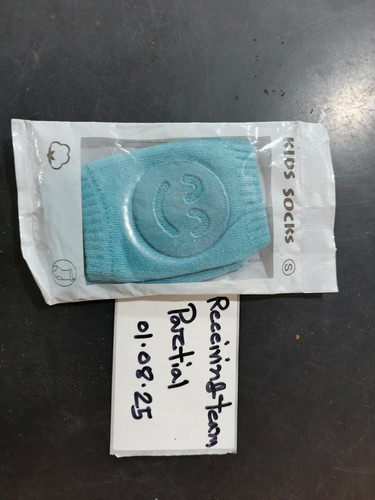 KIDS SOCKS
S
Receiving team
Partial
01.08.25